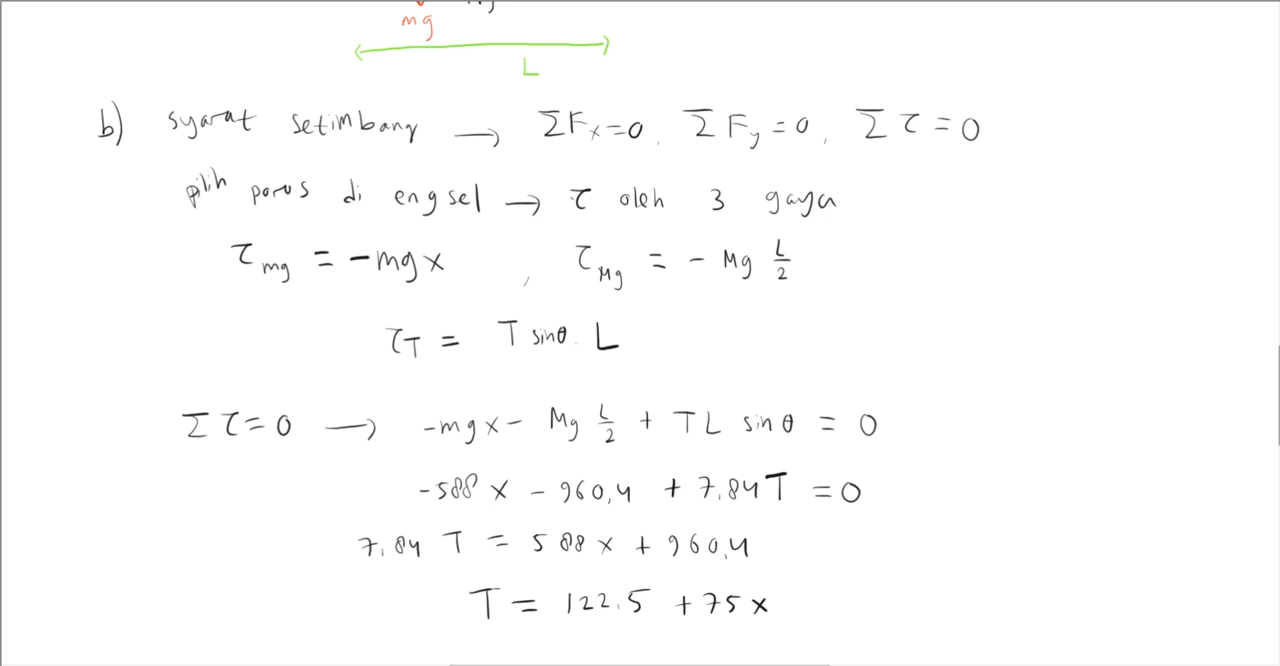 mg
L
b) syarat setimbang → ΣFx=0, ΣFy=0, Στ=0
pilih poros di engsel → τ oleh 3 gaya
τmg = -mgx , τMg = - Mg L/2
τT = T sinθ. L
Στ=0 → -mgx - Mg L/2 + TL sinθ = 0
-588x - 960,4 + 7,84T = 0
7,84 T = 588x + 960,4
T = 122,5 + 75x